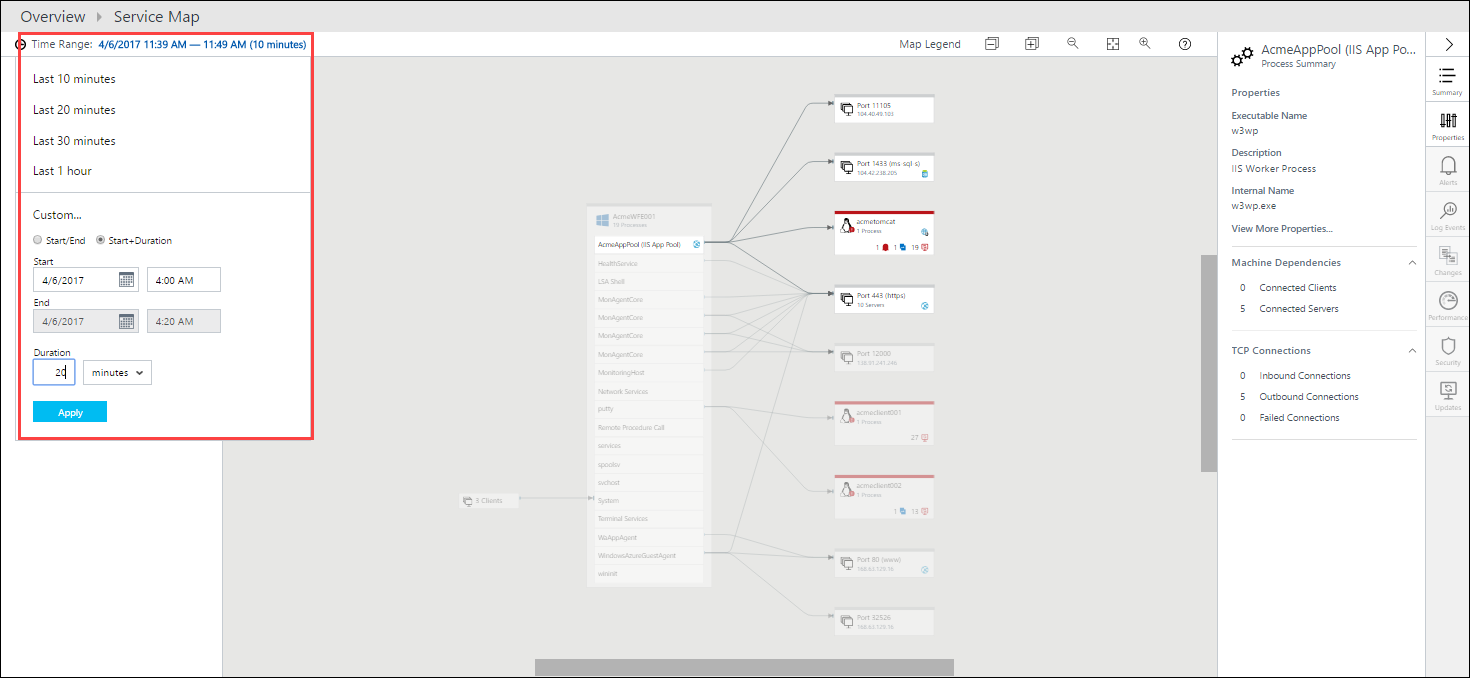 Overview
Service Map
Time Range: 4/6/2017 11:39 AM — 11:49 AM (10 minutes)
Last 10 minutes
Last 20 minutes
Last 30 minutes
Last 1 hour
Custom...
Start/End
Start+Duration
Start
4/6/2017
4:00 AM
End
4/6/2017
4:20 AM
Duration
20
minutes
Apply
Map Legend
3 Clients
AcmeWFE001
19 Processes
AcmeAppPool (IIS App Pool)
HealthService
LSA Shell
MonAgentCore
MonAgentCore
MonAgentCore
MonAgentCore
MonitoringHost
Network Services
putty
Remote Procedure Call
services
spoolsv
svchost
System
Terminal Services
WaAppAgent
WindowsAzureGuestAgent
wininet
Port 11105
104.40.49.103
Port 1433 (ms sql s)
104.42.238.205
acmetomcat
1 Process
1 1 19
Port 443 (https)
10 Servers
Port 12000
138.91.241.246
acmeclient001
1 Process
27
acmeclient002
1 Process
1 15
Port 80 (www)
168.63.129.16
Port 32526
168.63.129.16
AcmeAppPool (IIS App Po...
Process Summary
Properties
Executable Name
w3wp
Description
IIS Worker Process
Internal Name
w3wp.exe
View More Properties...
Machine Dependencies
0 Connected Clients
5 Connected Servers
TCP Connections
0 Inbound Connections
5 Outbound Connections
0 Failed Connections
Summary
Properties
Alerts
Log Events
Changes
Performance
Security
Updates